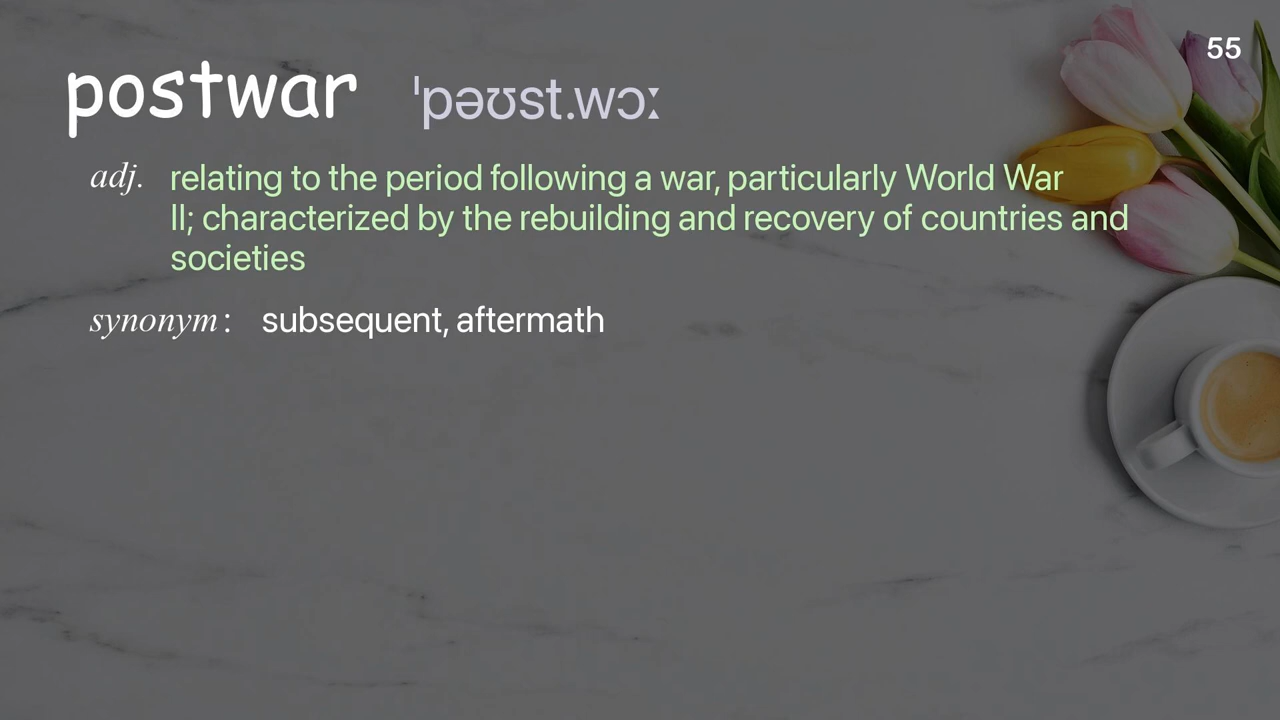 55
postwar ˈpəʊst.wɔː
adj. relating to the period following a war, particularly World War
II; characterized by the rebuilding and recovery of countries and
societies
synonym : subsequent, aftermath